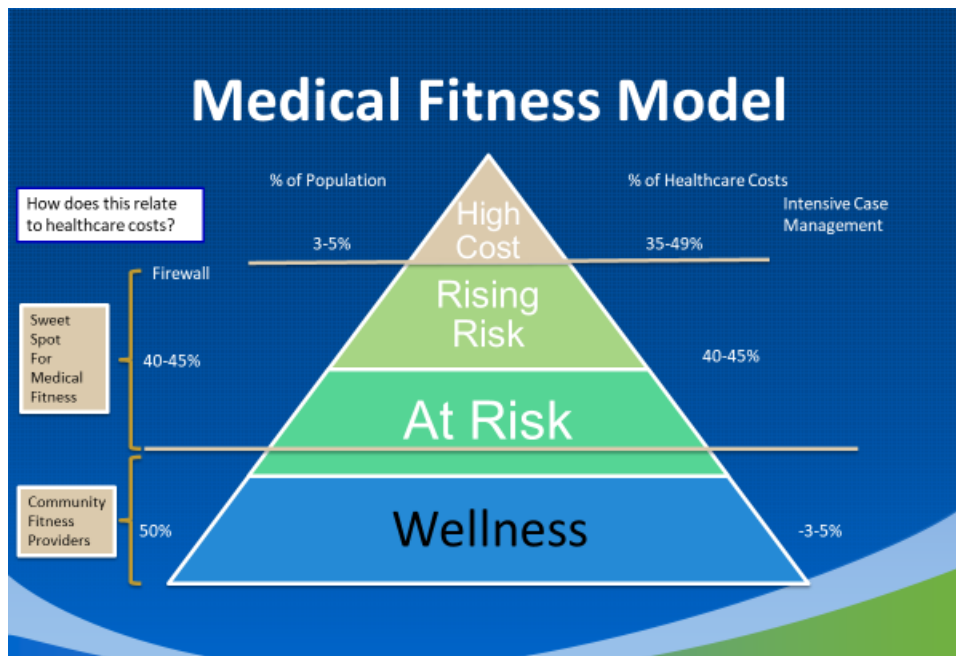 Medical Fitness Model
% of Population
% of Healthcare Costs
How does this relate
to healthcare costs?
Intensive Case
Management
High
Cost
3-5%
35-49%
Firewall
Rising
Risk
Sweet
Spot
For
Medical
Fitness
40-45%
40-45%
At Risk
Community
Fitness
Providers
50%
Wellness
-3-5%